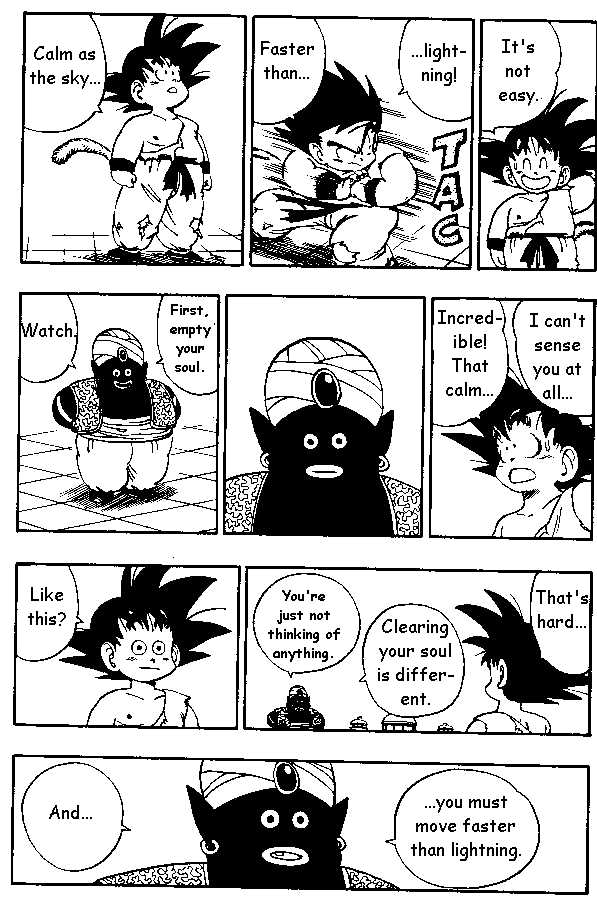 Calm as
the sky...
Faster
than...
...light-
ning!
TAC
It's
not
easy.
Watch.
First,
empty
your
soul.
Incred-
ible!
That
calm...
I can't
sense
you at
all...
Like
this?
You're
just not
thinking of
anything.
Clearing
your soul
is differ-
ent.
That's
hard...
And...
...you must
move faster
than lightning.